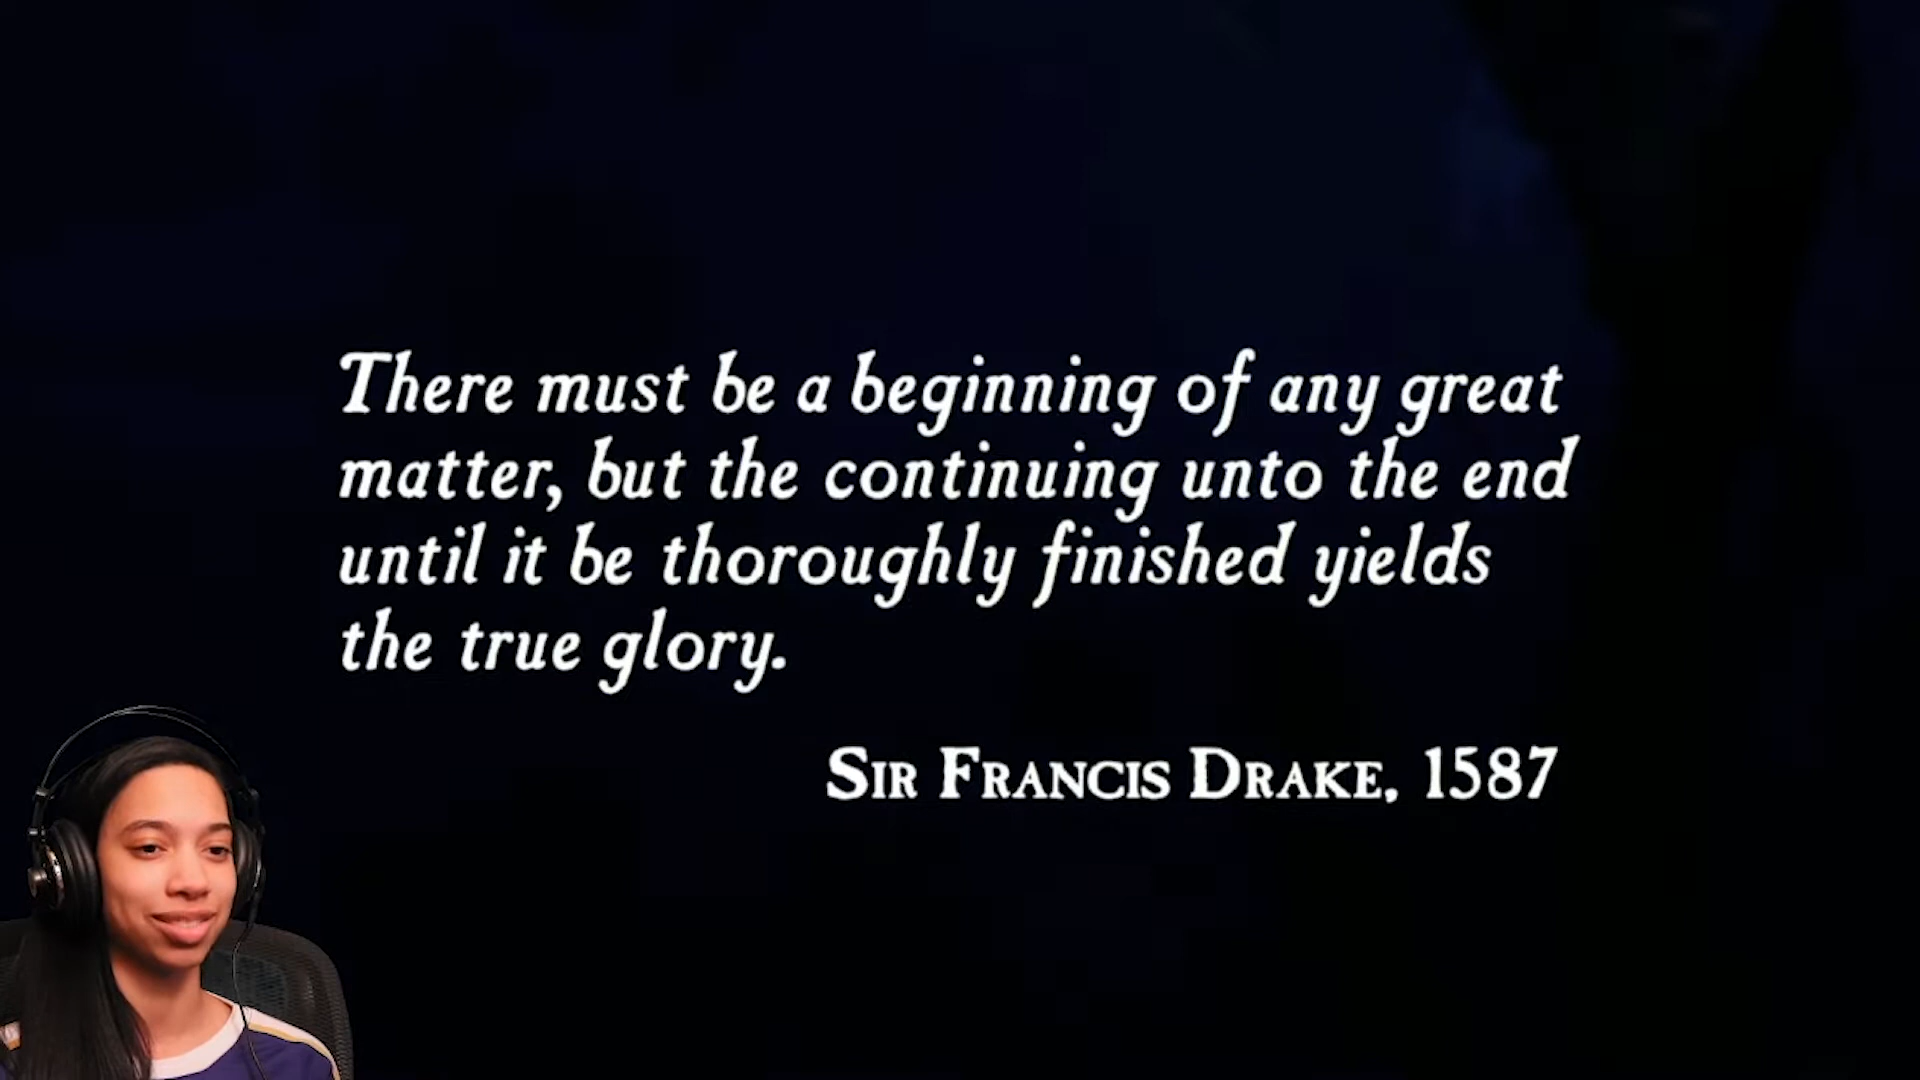 There must be a beginning of any great
matter, but the continuing unto the end
until it be thoroughly finished yields
the true glory.
Sir Francis Drake, 1587